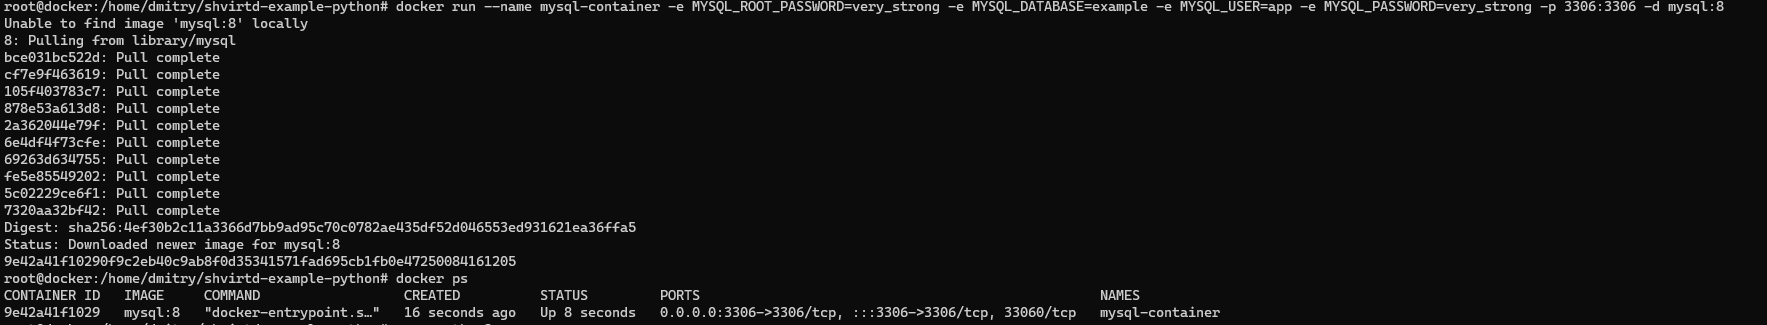 root@docker:/home/dmitry/shvirtd-example-python# docker run --name mysql-container -e MYSQL_ROOT_PASSWORD=very_strong -e MYSQL_DATABASE=example -e MYSQL_USER=app -e MYSQL_PASSWORD=very_strong -p 3306:3306 -d mysql:8
Unable to find image 'mysql:8' locally
8: Pulling from library/mysql
bce031bc522d: Pull complete
cf7e9f463619: Pull complete
105f403783c7: Pull complete
878e53a613d8: Pull complete
2a362044e79f: Pull complete
6e4df4f73cfe: Pull complete
69263d634755: Pull complete
fe5e85549202: Pull complete
5c02229ce6f1: Pull complete
7320aa32bf42: Pull complete
Digest: sha256:4ef30b2c11a3366d7bb9ad95c70c0782ae435df52d046553ed931621ea36ffa5
Status: Downloaded newer image for mysql:8
9e42a41f10290f9c2eb40c9ab8f0d35341571fad695cb1fb0e47250084161205
root@docker:/home/dmitry/shvirtd-example-python# docker ps
CONTAINER ID   IMAGE     COMMAND                  CREATED          STATUS         PORTS                                                  NAMES
9e42a41f1029   mysql:8   "docker-entrypoint.s…"   16 seconds ago   Up 8 seconds   0.0.0.0:3306->3306/tcp, :::3306->3306/tcp, 33060/tcp   mysql-container